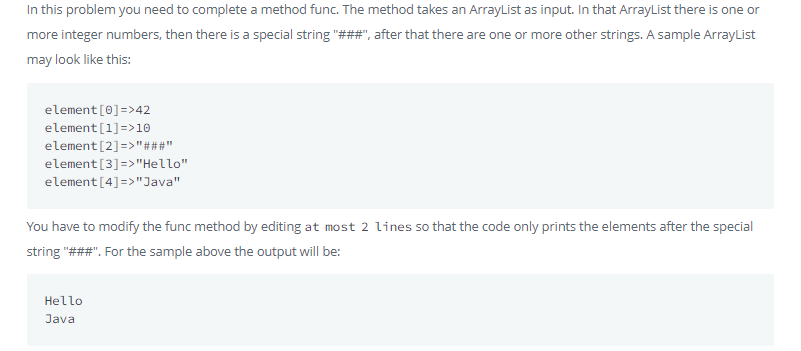 In this problem you need to complete a method func. The method takes an ArrayList as input. In that ArrayList there is one or
more integer numbers, then there is a special string "###", after that there are one or more other strings. A sample ArrayList
may look like this:
element[0]=>42
element[1]=>10
element[2]=>"###"
element[3]=>"Hello"
element[4]=>"Java"
You have to modify the func method by editing at most 2 lines so that the code only prints the elements after the special
string "###". For the sample above the output will be:
Hello
Java